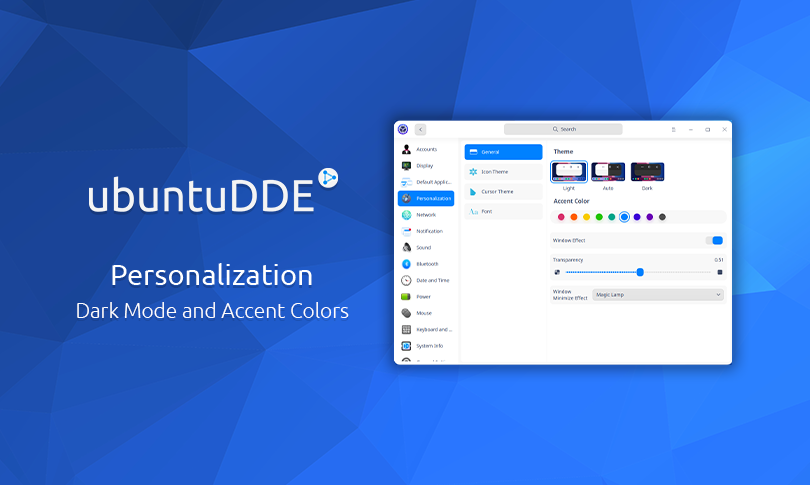 ubuntuDDE
Personalization
Dark Mode and Accent Colors
Search
Accounts
Display
Default Applic...
Personalization
Network
Notification
Sound
Bluetooth
Date and Time
Power
Mouse
Keyboard and ...
System Info
General
Icon Theme
Cursor Theme
Font
Theme
Light
Auto
Dark
Accent Color
Window Effect
Transparency
0.51
Window
Minimize Effect
Magic Lamp